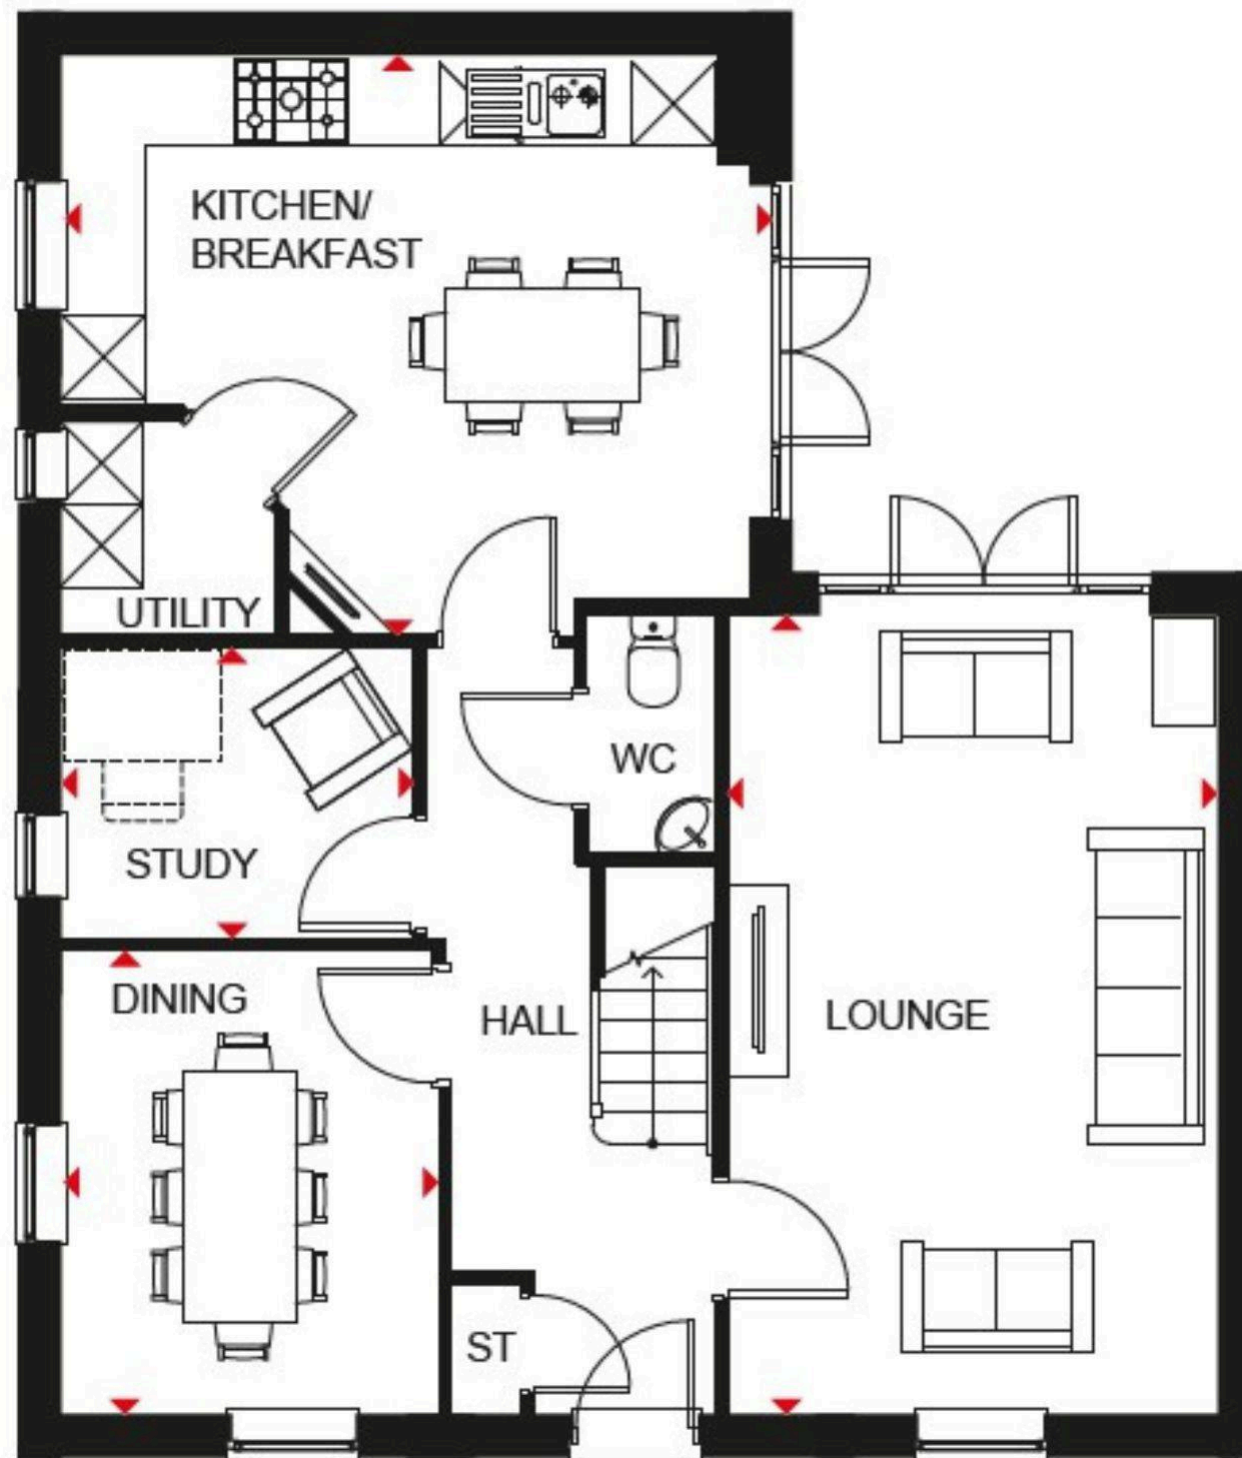 KITCHEN/
BREAKFAST
UTILITY
WC
STUDY
DINING
HALL
LOUNGE
ST